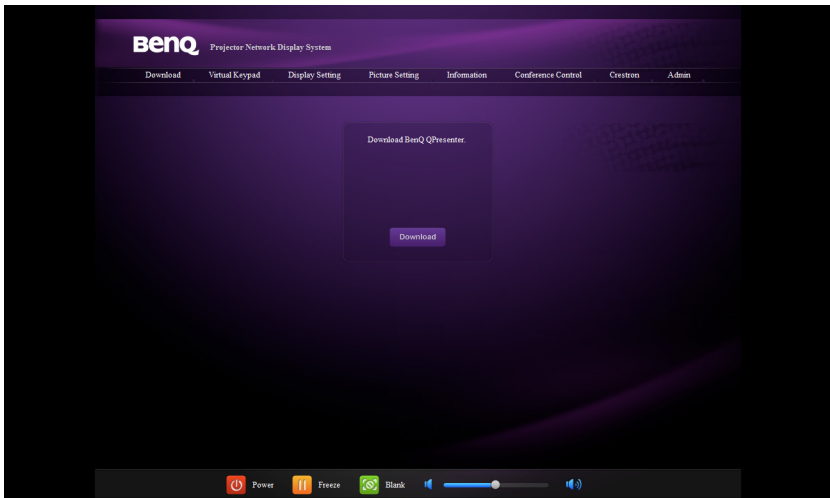 BenQ Projector Network Display System
Download Virtual Keypad Display Setting Picture Setting Information Conference Control Crestron Admin
Download BenQ QPresenter.
Download
Power Freeze Blank